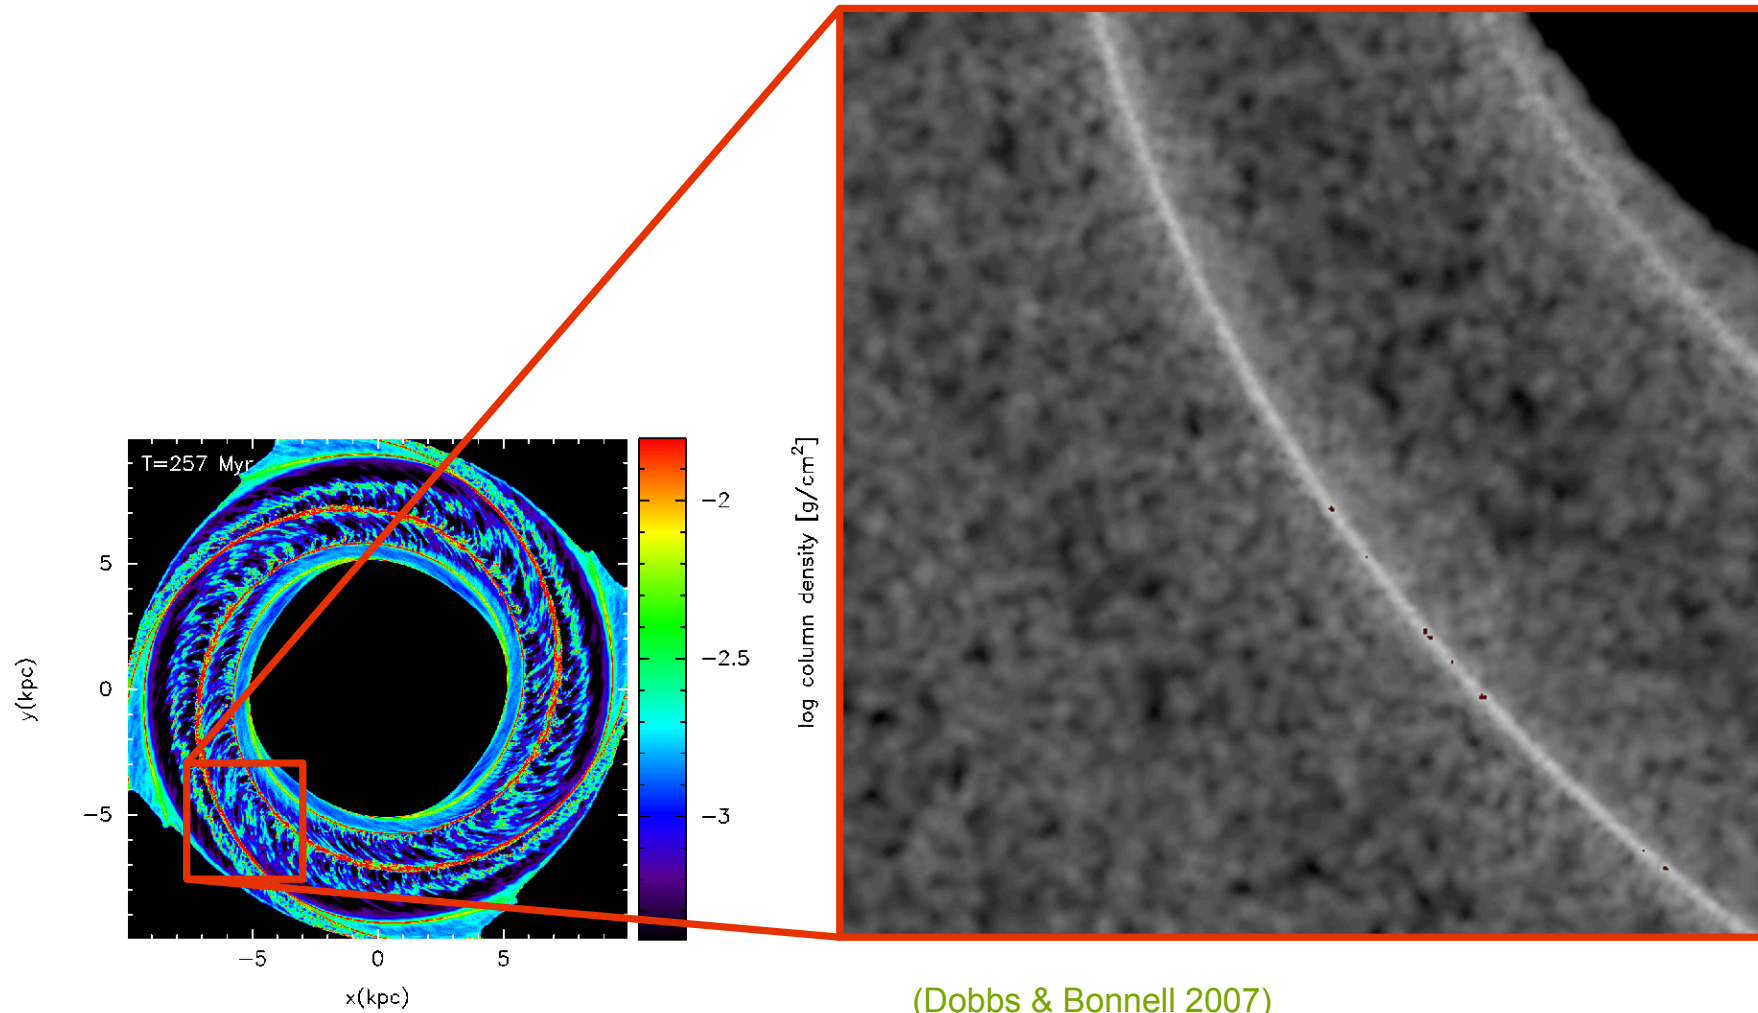 T=257 Myr
5
0
−5
y(kpc)
−5
0
5
x(kpc)
−2
−2.5
−3
log column density [g/cm²]
(Dobbs & Bonnell 2007)